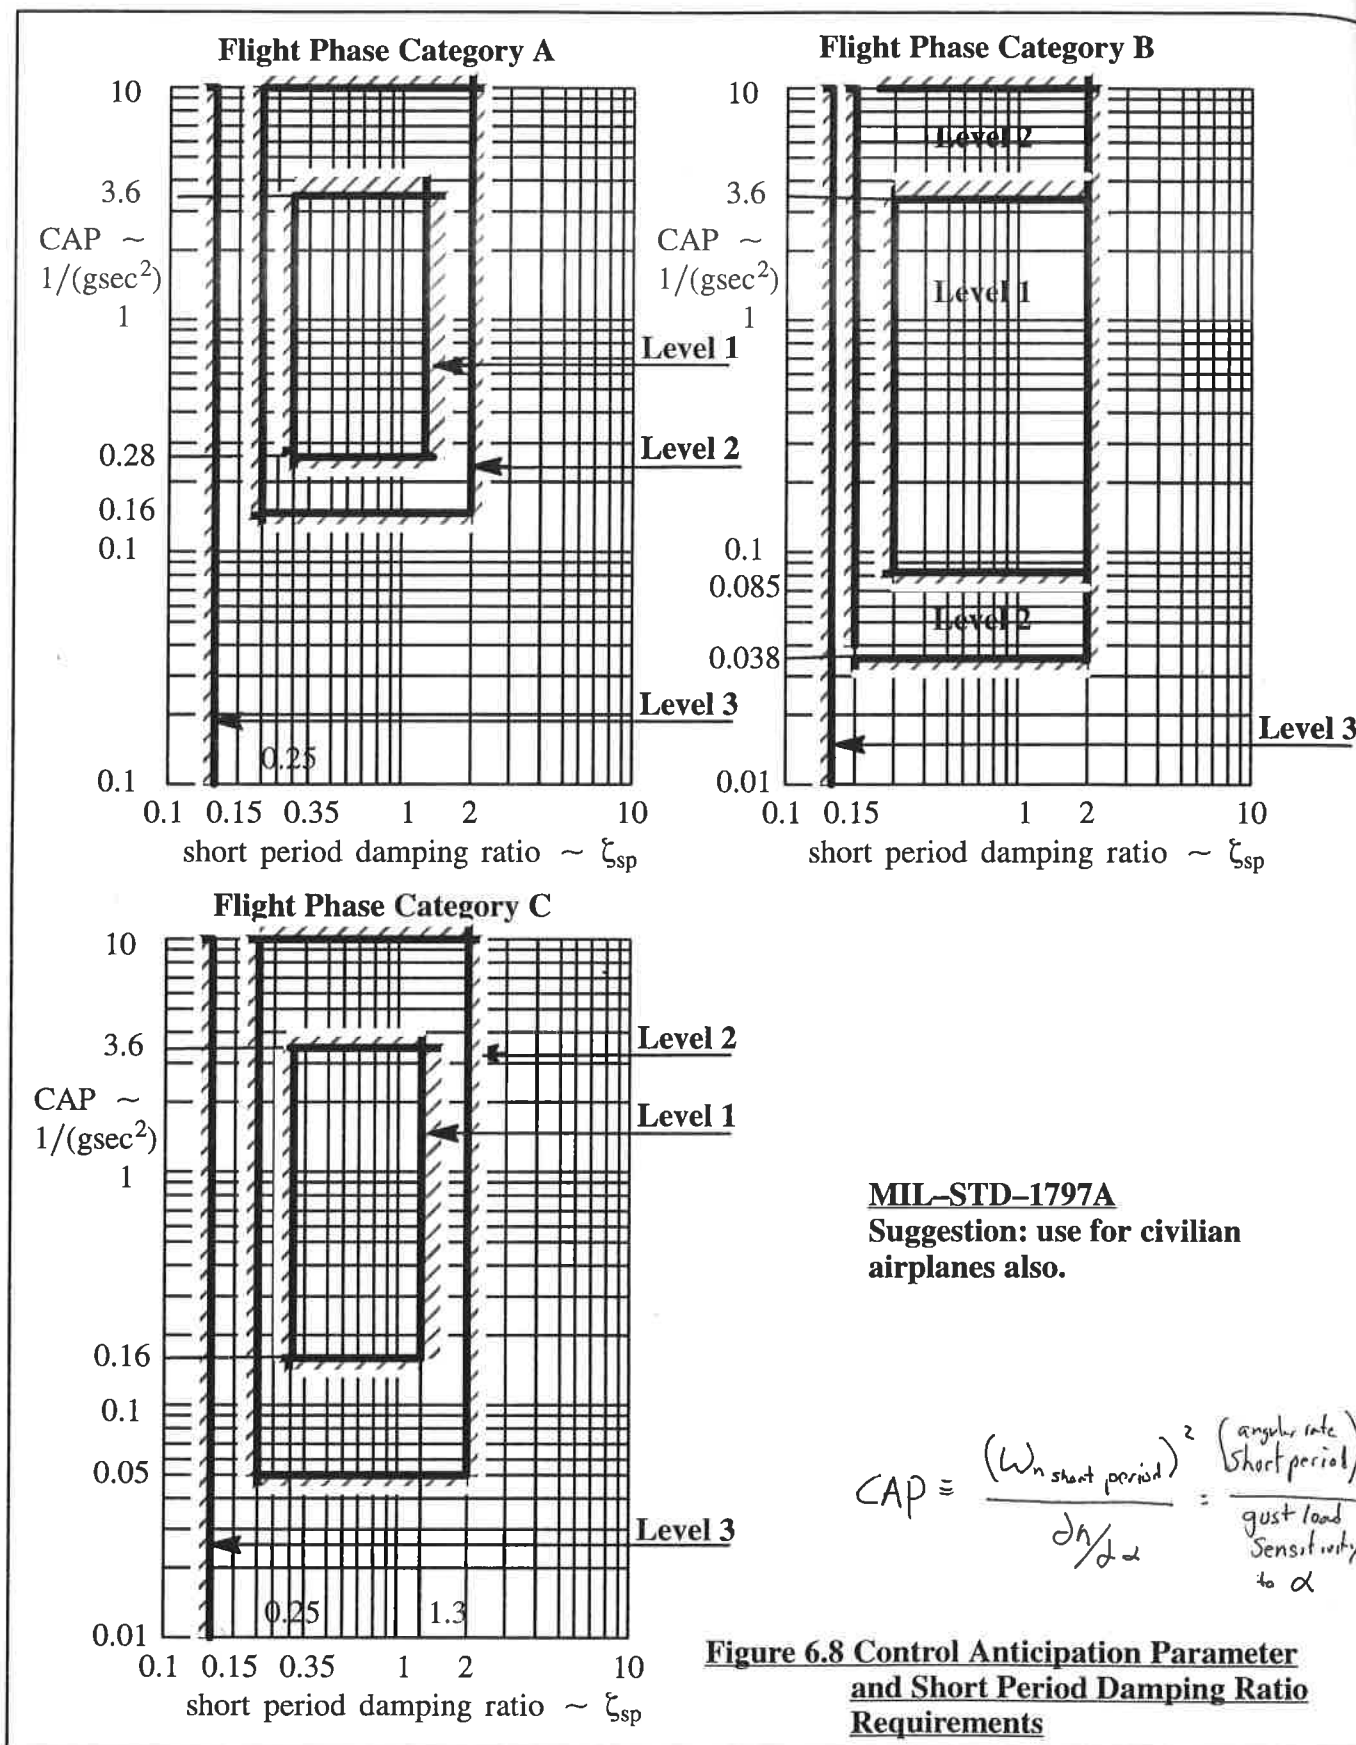 Flight Phase Category A
10
3.6
CAP ~
1/(gsec²)
1
0.28
0.16
0.1
0.1
Level 1
Level 2
Level 3
0.25
0.1 0.15 0.35 1 2 10
short period damping ratio ~ ζsp
Flight Phase Category B
10
3.6
CAP ~
1/(gsec²)
1
0.1
0.085
0.038
0.01
Level 2
Level 1
Level 2
Level 3
0.1 0.15 1 2 10
short period damping ratio ~ ζsp
Flight Phase Category C
10
3.6
CAP ~
1/(gsec²)
1
0.16
0.1
0.05
0.01
Level 2
Level 1
Level 3
0.25 1.3
0.1 0.15 0.35 1 2 10
short period damping ratio ~ ζsp
MIL–STD–1797A
Suggestion: use for civilian
airplanes also.
CAP ≡ (ωn short period)² / ∂n/∂α = (angular rate short period) / gust load sensitivity to α
Figure 6.8 Control Anticipation Parameter
and Short Period Damping Ratio
Requirements